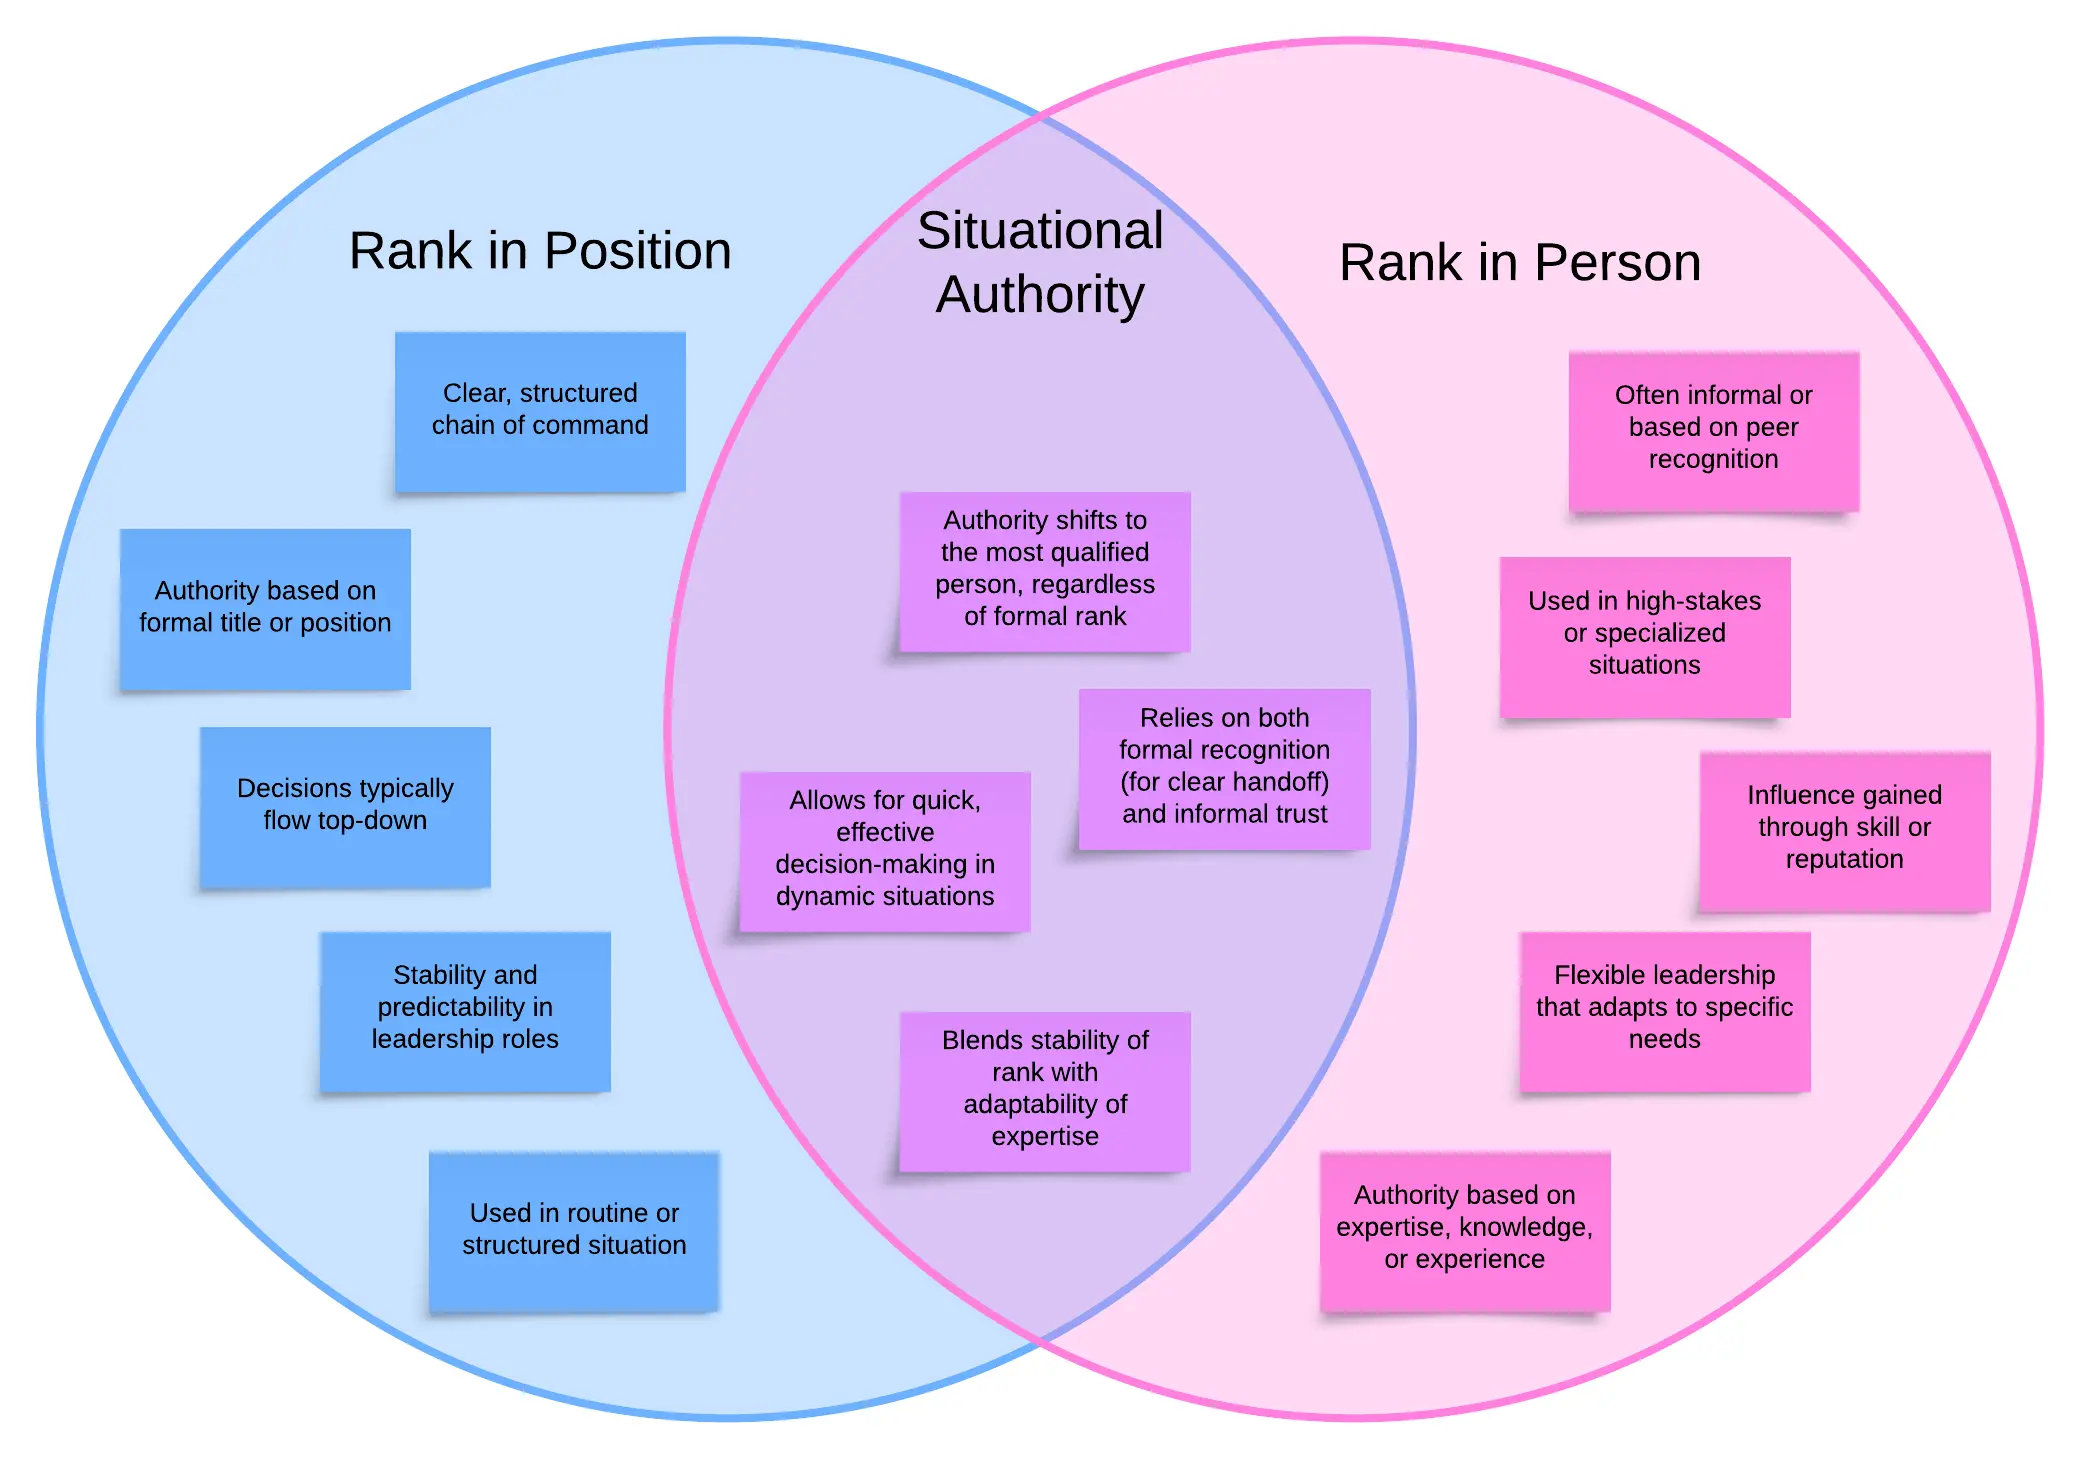 Rank in Position
Clear, structured
chain of command
Authority based on
formal title or position
Decisions typically
flow top-down
Stability and
predictability in
leadership roles
Used in routine or
structured situation
Situational
Authority
Authority shifts to
the most qualified
person, regardless
of formal rank
Relies on both
formal recognition
(for clear handoff)
and informal trust
Allows for quick,
effective
decision-making in
dynamic situations
Blends stability of
rank with
adaptability of
expertise
Rank in Person
Often informal or
based on peer
recognition
Used in high-stakes
or specialized
situations
Influence gained
through skill or
reputation
Flexible leadership
that adapts to specific
needs
Authority based on
expertise, knowledge,
or experience